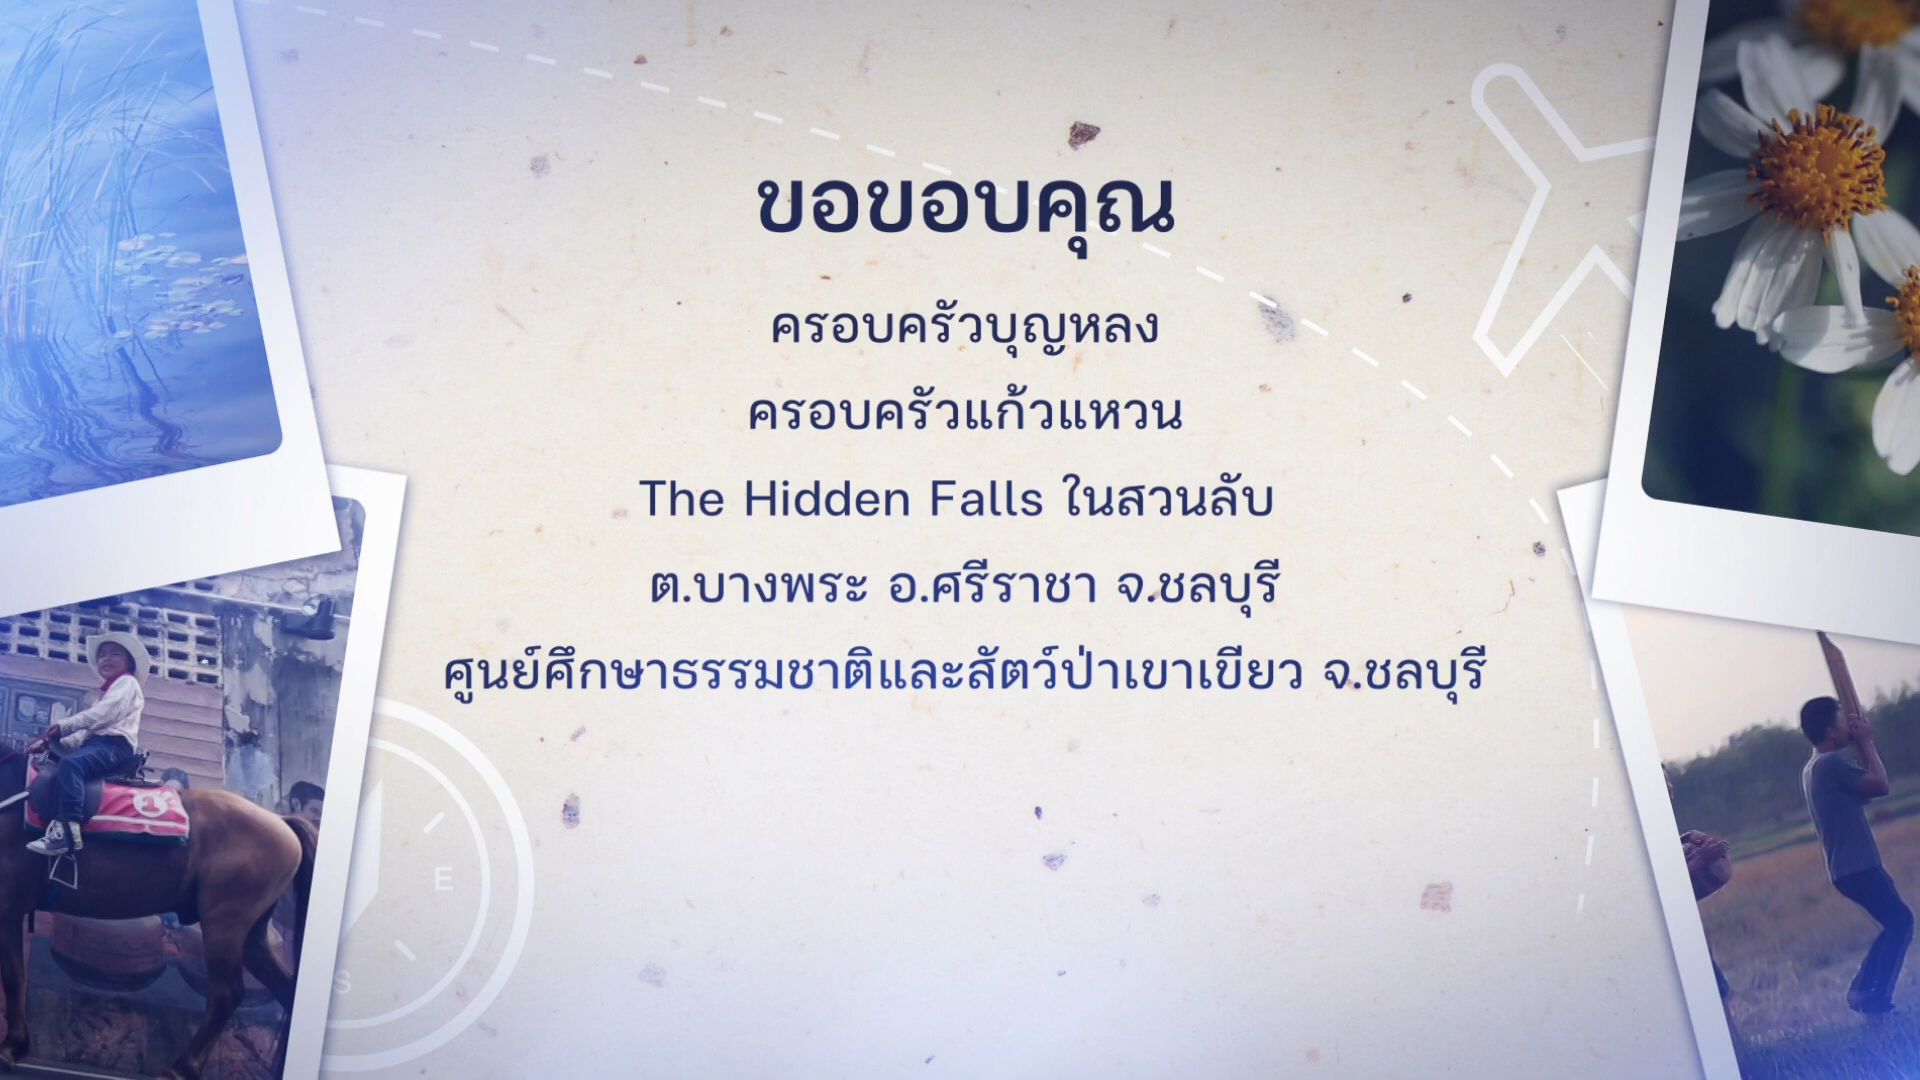 ขอขอบคุณ
ครอบครัวบุญหลง
ครอบครัวแก้วแหวน
The Hidden Falls ในสวนลับ
ต.บางพระ อ.ศรีราชา จ.ชลบุรี
ศูนย์ศึกษาธรรมชาติและสัตว์ป่าเขาเขียว จ.ชลบุรี
1
E
S